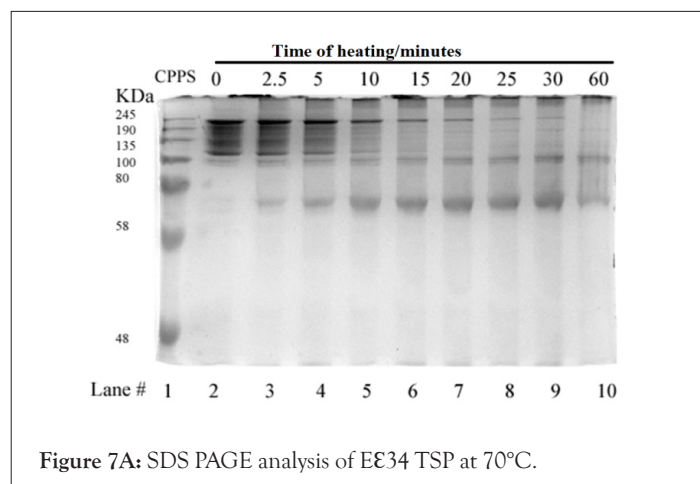 Time of heating/minutes
CPPS 0 2.5 5 10 15 20 25 30 60
KDa
245
190
135
100
80
58
48
Lane # 1 2 3 4 5 6 7 8 9 10
Figure 7A: SDS PAGE analysis of EƐ34 TSP at 70°C.